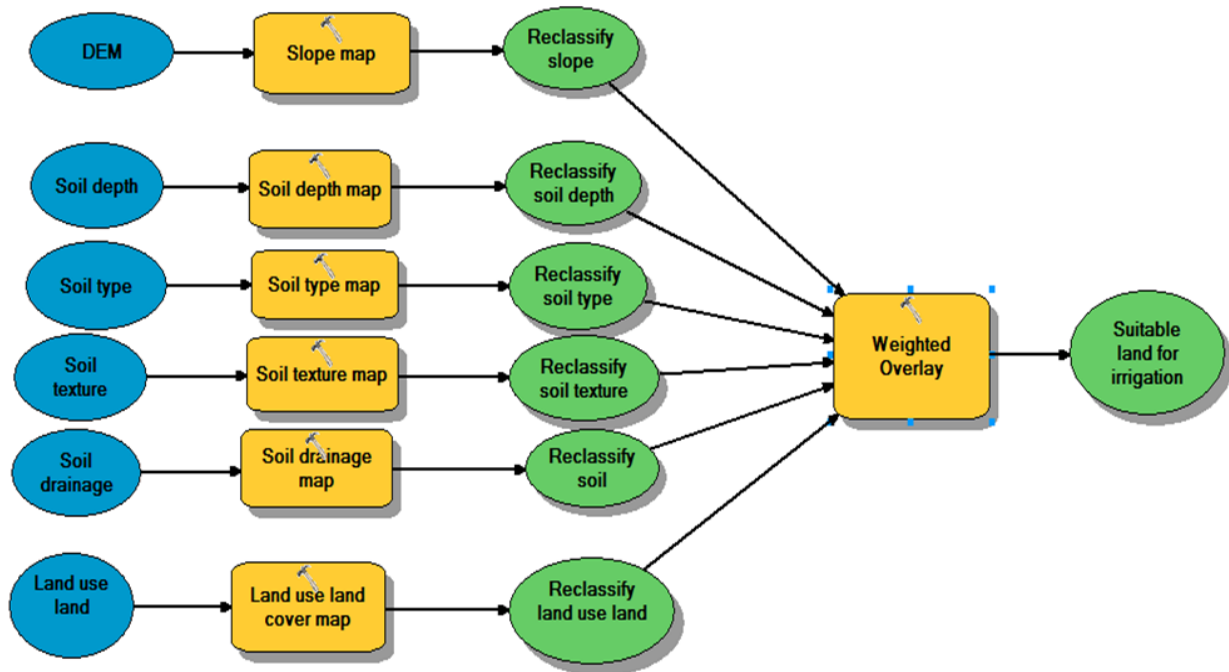 DEM
Slope map
Reclassify
slope
Soil depth
Soil depth map
Reclassify
soil depth
Soil type
Soil type map
Reclassify
soil type
Soil
texture
Soil texture map
Reclassify
soil texture
Soil
drainage
Soil drainage
map
Reclassify
soil
Land use
land
Land use land
cover map
Reclassify
land use land
Weighted
Overlay
Suitable
land for
irrigation